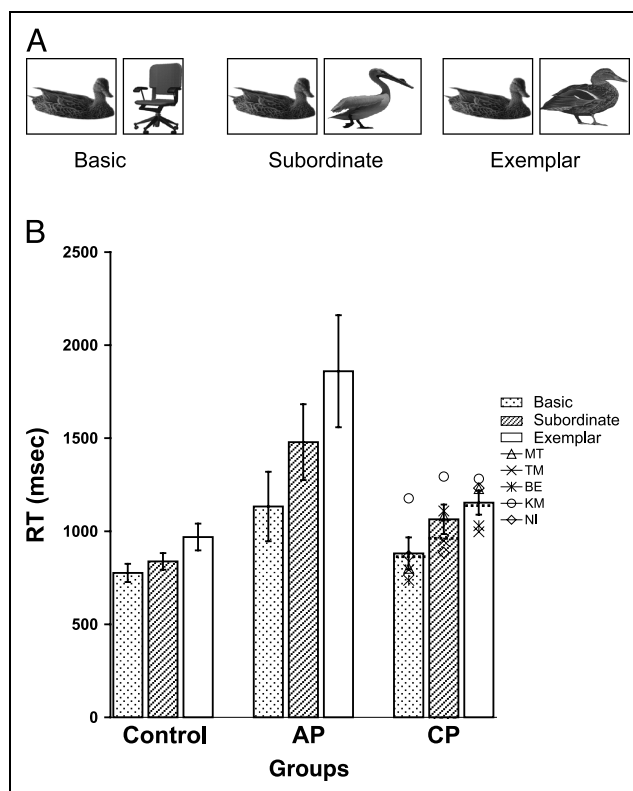 A
Basic Subordinate Exemplar
B
2500
2000
1500
1000
500
0
RT (msec)
Basic
Subordinate
Exemplar
MT
TM
BE
KM
NI
Control AP CP
Groups